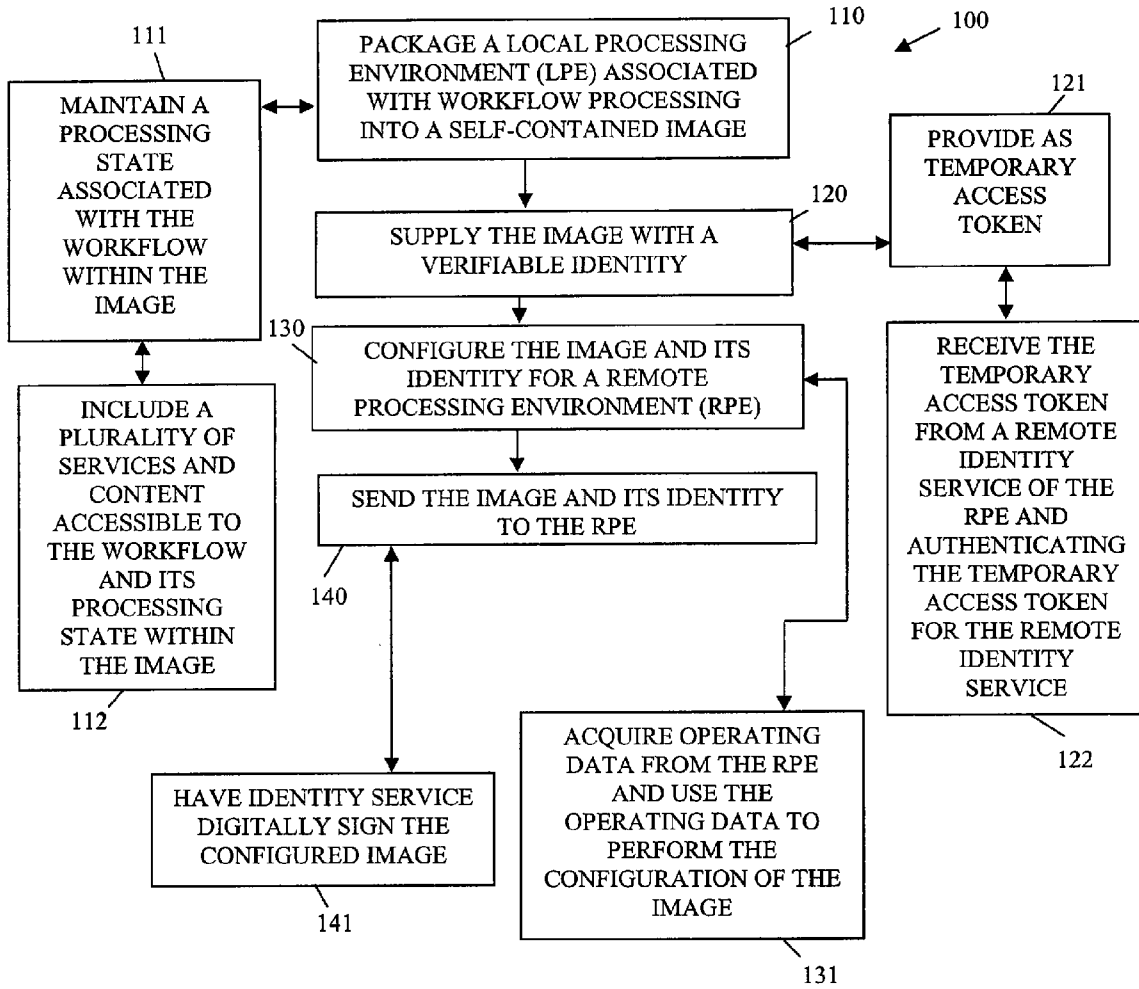 110
100
111
PACKAGE A LOCAL PROCESSING
ENVIRONMENT (LPE) ASSOCIATED
WITH WORKFLOW PROCESSING
INTO A SELF-CONTAINED IMAGE
MAINTAIN A
PROCESSING
STATE
ASSOCIATED
WITH THE
WORKFLOW
WITHIN THE
IMAGE
121
PROVIDE AS
TEMPORARY
ACCESS
TOKEN
120
SUPPLY THE IMAGE WITH A
VERIFIABLE IDENTITY
130
CONFIGURE THE IMAGE AND ITS
IDENTITY FOR A REMOTE
PROCESSING ENVIRONMENT (RPE)
RECEIVE THE
TEMPORARY
ACCESS TOKEN
FROM A REMOTE
IDENTITY
SERVICE OF THE
RPE AND
AUTHENTICATING
THE TEMPORARY
ACCESS TOKEN
FOR THE REMOTE
IDENTITY
SERVICE
122
INCLUDE A
PLURALITY OF
SERVICES AND
CONTENT
ACCESSIBLE TO
THE WORKFLOW
AND ITS
PROCESSING
STATE WITHIN
THE IMAGE
112
SEND THE IMAGE AND ITS IDENTITY
TO THE RPE
140
HAVE IDENTITY SERVICE
DIGITALLY SIGN THE
CONFIGURED IMAGE
141
ACQUIRE OPERATING
DATA FROM THE RPE
AND USE THE
OPERATING DATA TO
PERFORM THE
CONFIGURATION OF THE
IMAGE
131